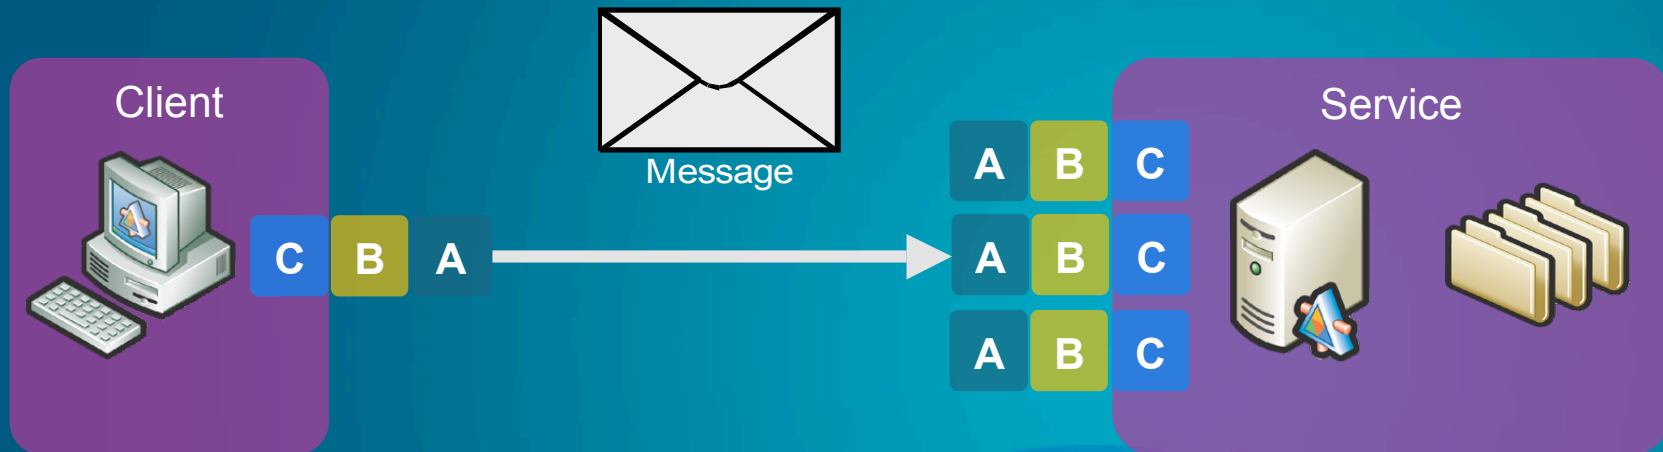 Client
Message
Service
A B C
C B A
A B C
A B C